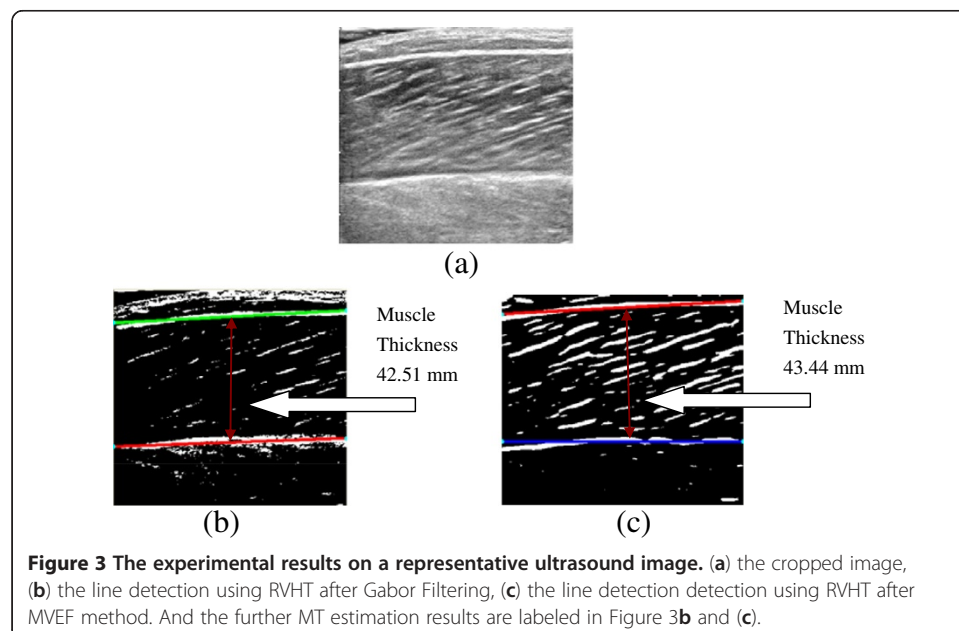 (a)
Muscle
Thickness
42.51 mm
Muscle
Thickness
43.44 mm
(b)
(c)
Figure 3 The experimental results on a representative ultrasound image. (a) the cropped image,
(b) the line detection using RVHT after Gabor Filtering, (c) the line detection detection using RVHT after
MVEF method. And the further MT estimation results are labeled in Figure 3b and (c).